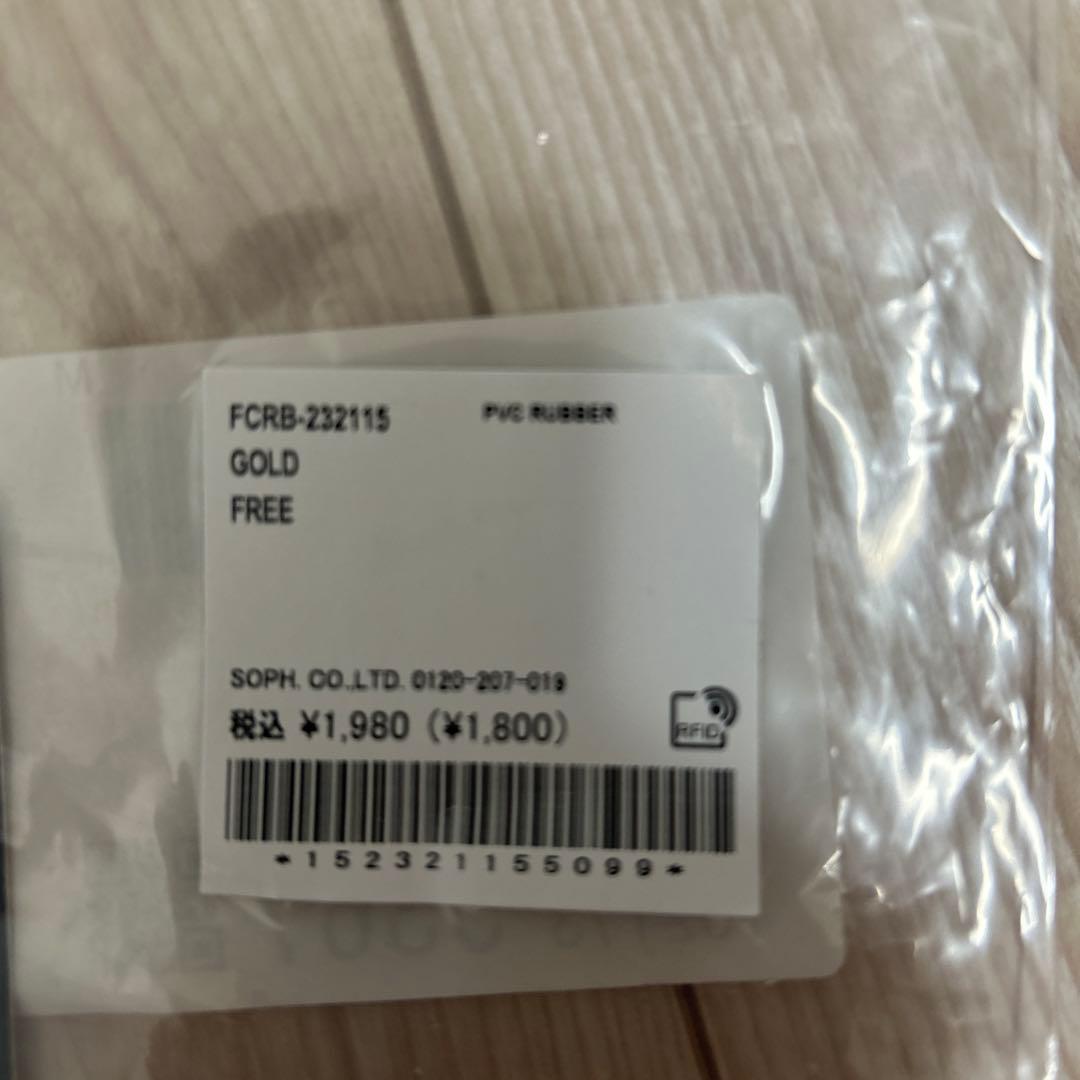 FCRB-232115 PVC RUBBER
GOLD
FREE
SOPH. CO.,LTD. 0120-207-019
税込 ¥1,980 (¥1,800)
RFID
*152321155099*